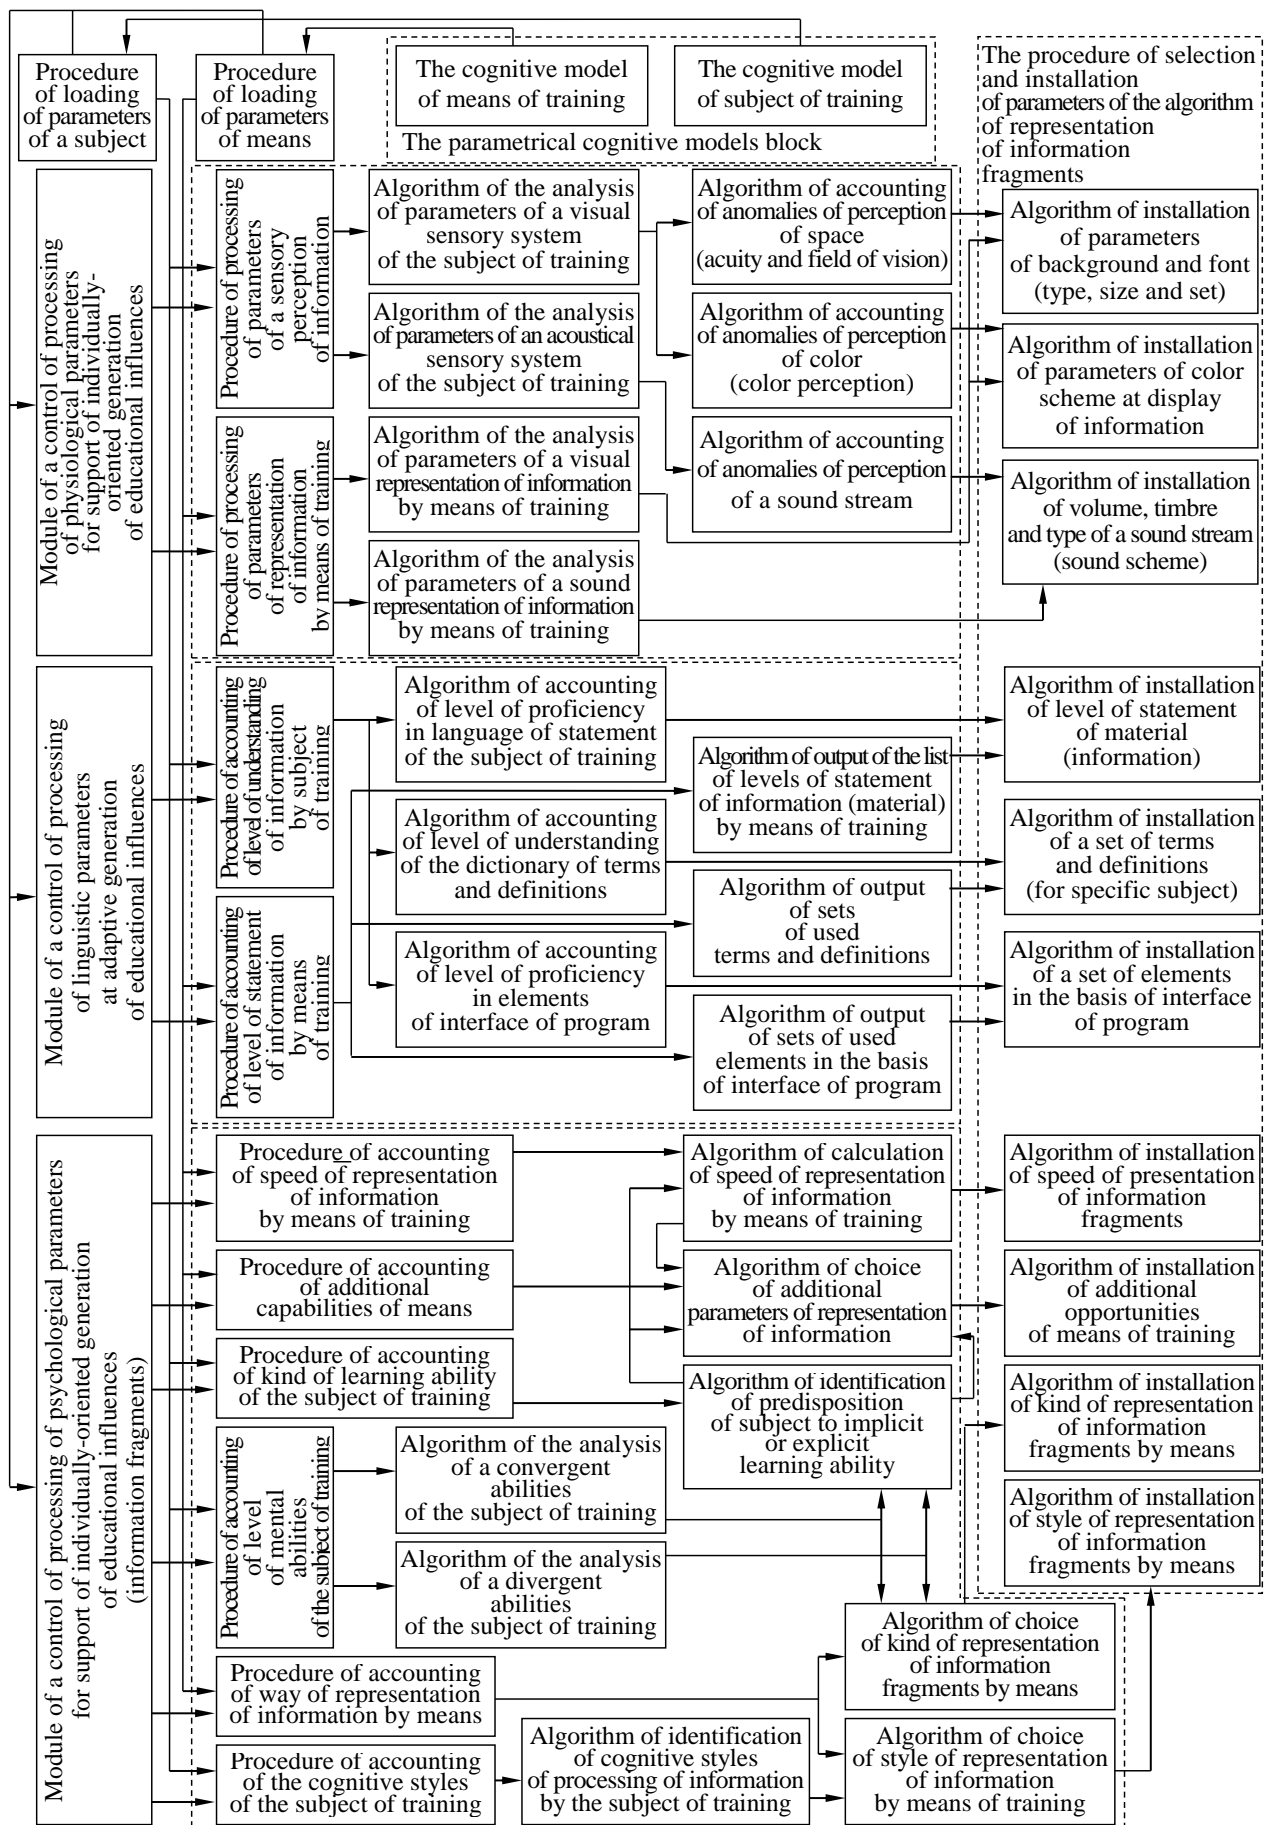 Procedure
of loading
of parameters
of a subject
Procedure
of loading
of parameters
of means
The cognitive model
of means of training
The cognitive model
of subject of training
The parametrical cognitive models block
The procedure of selection
and installation
of parameters of the algorithm
of representation
of information
fragments
Module of a control of processing
of physiological parameters
for support of individually-
oriented generation
of educational influences
Procedure of processing
of parameters
of a sensory
perception
of information
Algorithm of the analysis
of parameters of a visual
sensory system
of the subject of training
Algorithm of accounting
of anomalies of perception
of space
(acuity and field of vision)
Algorithm of installation
of parameters
of background and font
(type, size and set)
Algorithm of the analysis
of parameters of an acoustical
sensory system
of the subject of training
Algorithm of accounting
of anomalies of perception
of color
(color perception)
Algorithm of installation
of parameters of color
scheme at display
of information
Procedure of processing
of parameters
of representation
of information
by means of training
Algorithm of the analysis
of parameters of a visual
representation of information
by means of training
Algorithm of accounting
of anomalies of perception
of a sound stream
Algorithm of installation
of volume, timbre
and type of a sound stream
(sound scheme)
Algorithm of the analysis
of parameters of a sound
representation of information
by means of training
Module of a control of processing
of linguistic parameters
at adaptive generation
of educational influences
Procedure of accounting
of level of understanding
of information
by subject
of training
Algorithm of accounting
of level of proficiency
in language of statement
of the subject of training
Algorithm of installation
of level of statement
of material
(information)
Algorithm of output of the list
of levels of statement
of information (material)
by means of training
Algorithm of accounting
of level of understanding
of the dictionary of terms
and definitions
Algorithm of installation
of a set of terms
and definitions
(for specific subject)
Algorithm of output
of sets
of used
terms and definitions
Procedure of accounting
of level of statement
of information
by means
of training
Algorithm of accounting
of level of proficiency
in elements
of interface of program
Algorithm of installation
of a set of elements
in the basis of interface
of program
Algorithm of output
of sets of used
elements in the basis
of interface of program
Module of a control of processing of psychological parameters
for support of individually-oriented generation
of educational influences
(information fragments)
Procedure of accounting
of speed of representation
of information
by means of training
Algorithm of calculation
of speed of representation
of information
by means of training
Algorithm of installation
of speed of presentation
of information
fragments
Procedure of accounting
of additional
capabilities of means
Algorithm of choice
of additional
parameters of representation
of information
Algorithm of installation
of additional
opportunities
of means of training
Procedure of accounting
of kind of learning ability
of the subject of training
Algorithm of identification
of predisposition
of subject to implicit
or explicit
learning ability
Algorithm of installation
of kind of representation
of information
fragments by means
Procedure of accounting
of level
of mental
abilities
of the subject of training
Algorithm of the analysis
of a convergent
abilities
of the subject of training
Algorithm of installation
of style of representation
of information
fragments by means
Algorithm of the analysis
of a divergent
abilities
of the subject of training
Algorithm of choice
of kind of representation
of information
fragments by means
Procedure of accounting
of way of representation
of information by means
Procedure of accounting
of the cognitive styles
of the subject of training
Algorithm of identification
of cognitive styles
of processing of information
by the subject of training
Algorithm of choice
of style of representation
of information
by means of training